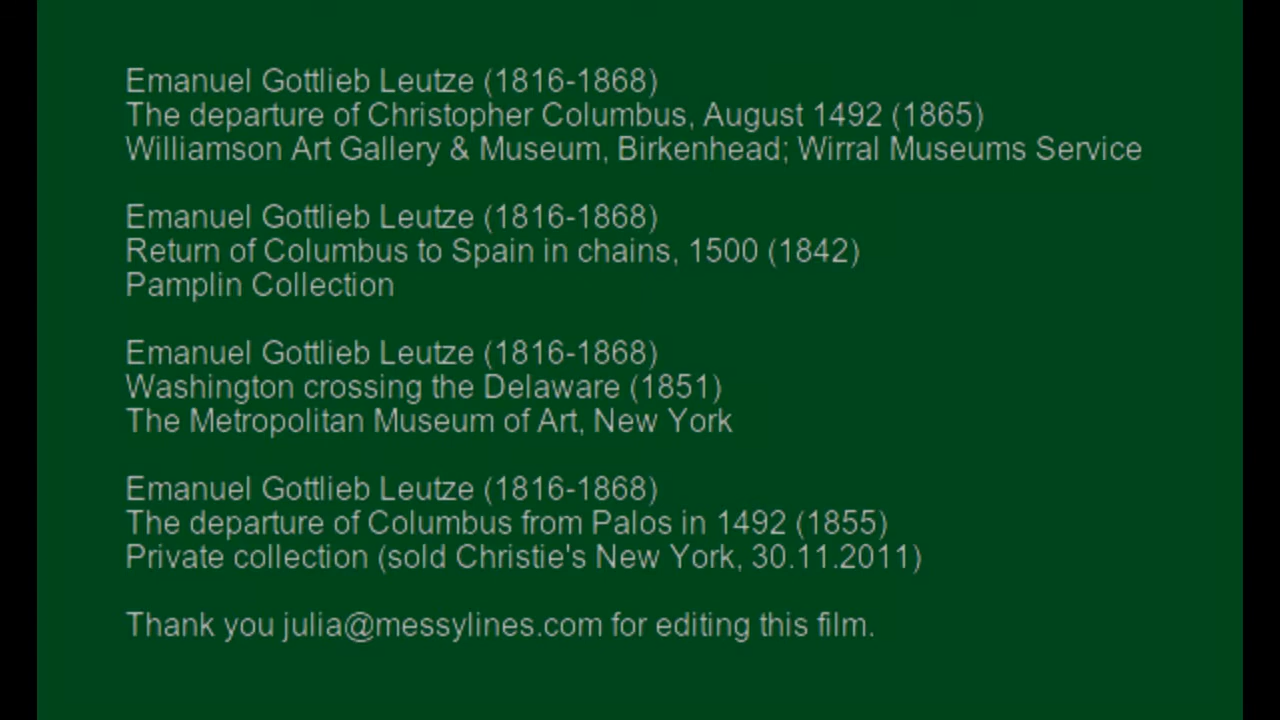 Emanuel Gottlieb Leutze (1816-1868)
The departure of Christopher Columbus, August 1492 (1865)
Williamson Art Gallery & Museum, Birkenhead; Wirral Museums Service
Emanuel Gottlieb Leutze (1816-1868)
Return of Columbus to Spain in chains, 1500 (1842)
Pamplin Collection
Emanuel Gottlieb Leutze (1816-1868)
Washington crossing the Delaware (1851)
The Metropolitan Museum of Art, New York
Emanuel Gottlieb Leutze (1816-1868)
The departure of Columbus from Palos in 1492 (1855)
Private collection (sold Christie's New York, 30.11.2011)
Thank you julia@messylines.com for editing this film.